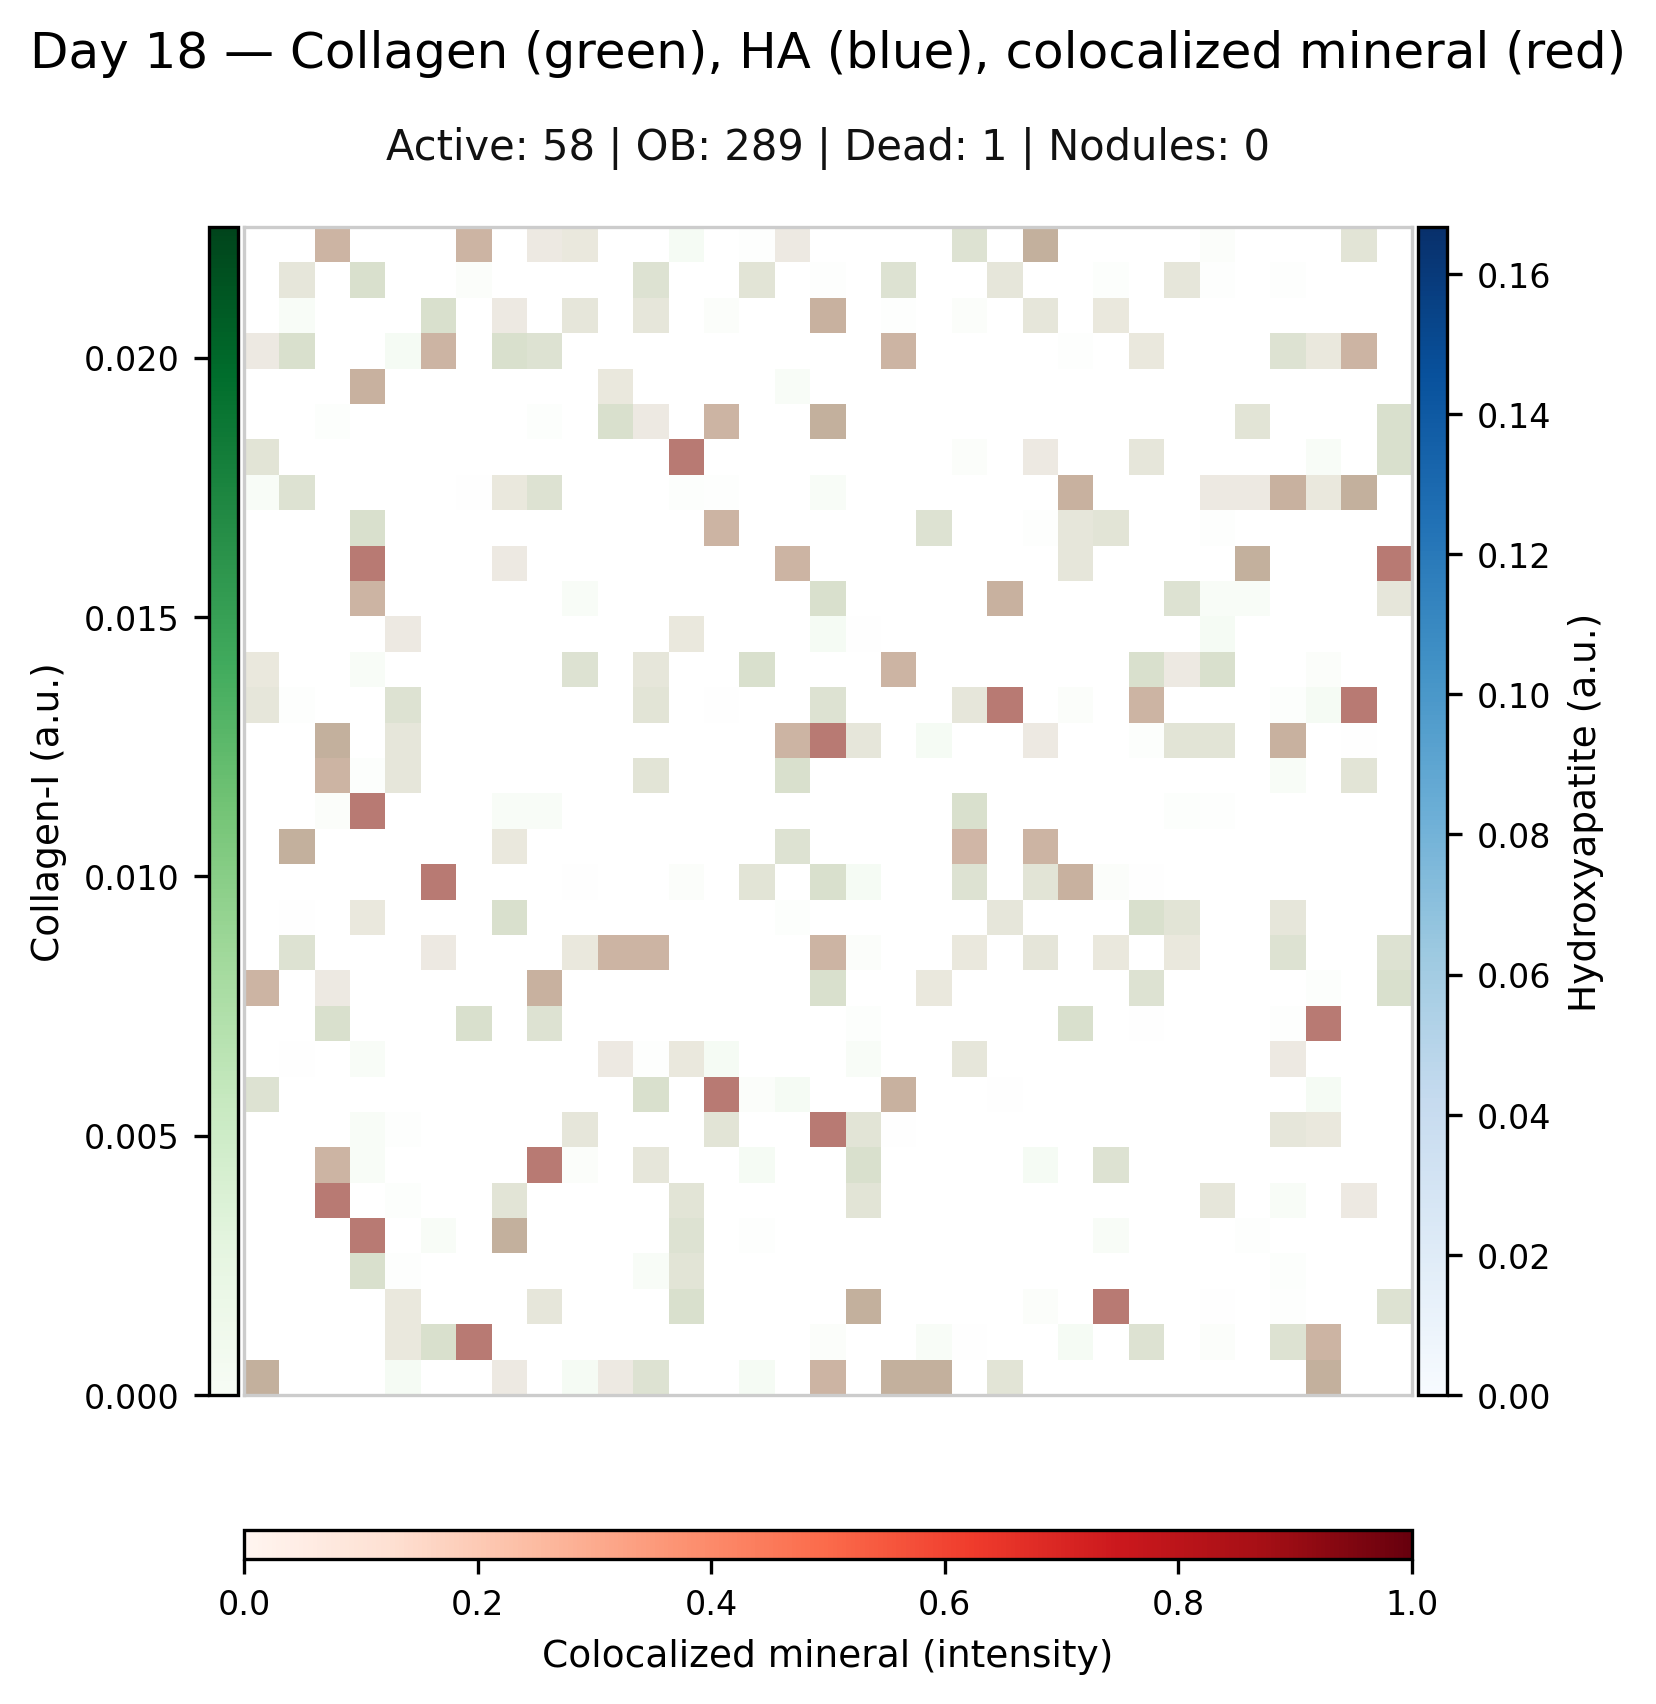 Day 18 — Collagen (green), HA (blue), colocalized mineral (red)
Active: 58 | OB: 289 | Dead: 1 | Nodules: 0
Collagen-I (a.u.)
0.020
0.015
0.010
0.005
0.000
0.16
0.14
0.12
0.10
0.08
0.06
0.04
0.02
0.00
Hydroxyapatite (a.u.)
0.0 0.2 0.4 0.6 0.8 1.0
Colocalized mineral (intensity)